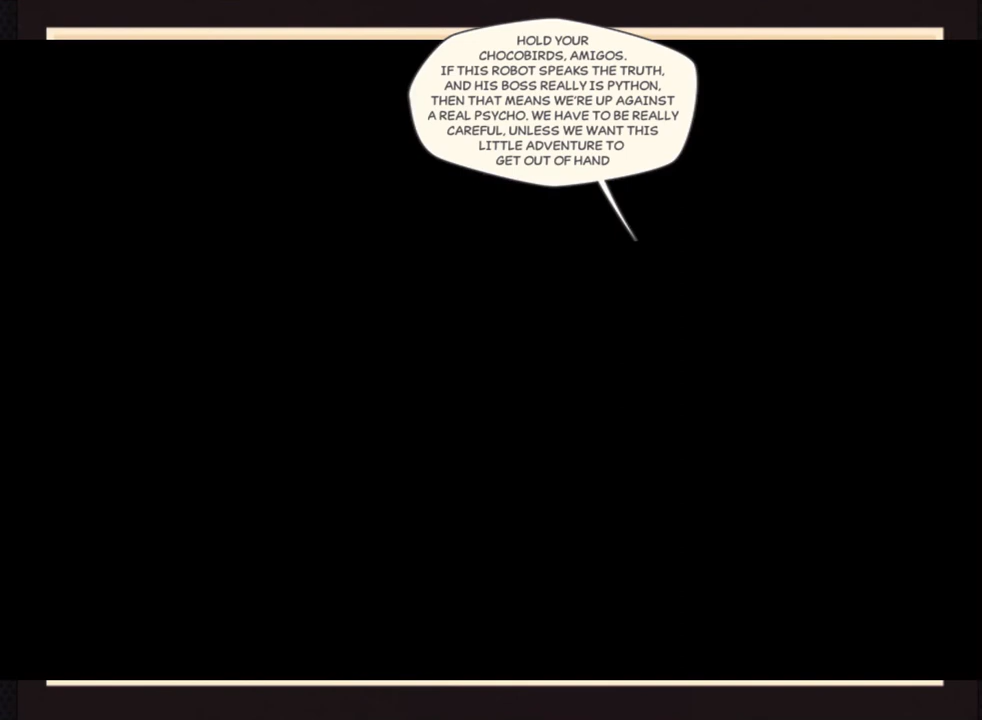 HOLD YOUR
CHOCOBIRDS, AMIGOS.
IF THIS ROBOT SPEAKS THE TRUTH,
AND HIS BOSS REALLY IS PYTHON,
THEN THAT MEANS WE'RE UP AGAINST
A REAL PSYCHO. WE HAVE TO BE REALLY
CAREFUL, UNLESS WE WANT THIS
LITTLE ADVENTURE TO
GET OUT OF HAND